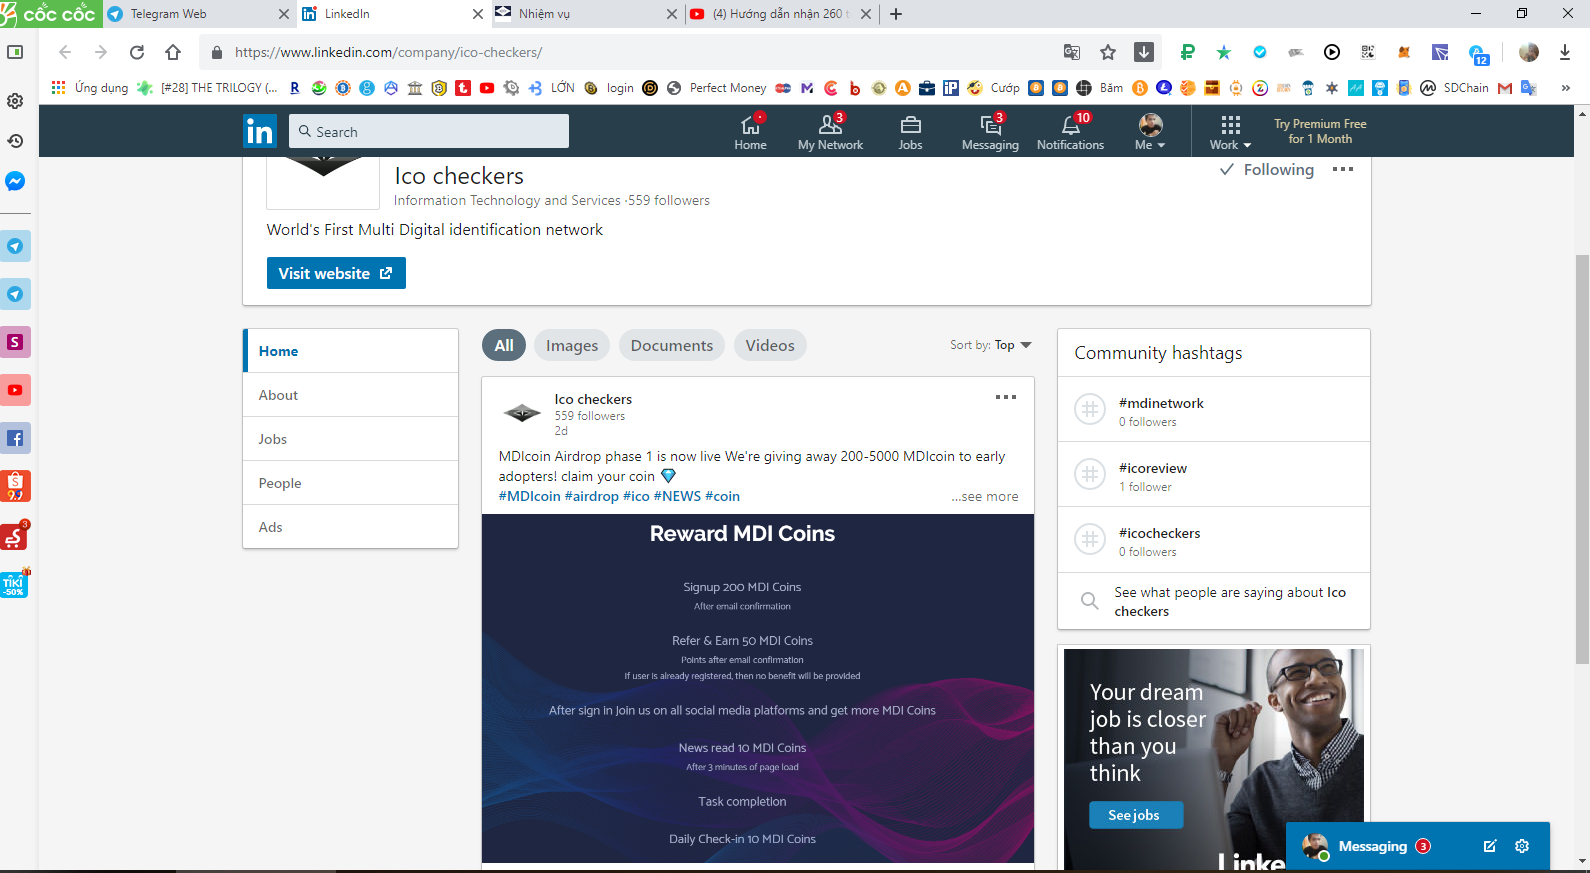 cốc cốc
Telegram Web
LinkedIn
Nhiệm vụ
(4) Hướng dẫn nhận 260 t
https://www.linkedin.com/company/ico-checkers/
12
Ứng dụng
[#28] THE TRILOGY (...
LỚN
login
Perfect Money
Cướp
Băm
SDChain
»
in
Search
Home
3
My Network
Jobs
3
Messaging
10
Notifications
Me
Work
Try Premium Free
for 1 Month
Ico checkers
Information Technology and Services ·559 followers
World's First Multi Digital identification network
Visit website
Following
Home
About
Jobs
People
Ads
All
Images
Documents
Videos
Sort by: Top
Ico checkers
559 followers
2d
MDIcoin Airdrop phase 1 is now live We're giving away 200-5000 MDIcoin to early
adopters! claim your coin 💎
#MDIcoin #airdrop #ico #NEWS #coin
...see more
Reward MDI Coins
Signup 200 MDI Coins
After email confirmation
Refer & Earn 50 MDI Coins
Points after email confirmation
If user is already registered, then no benefit will be provided
After sign in Join us on all social media platforms and get more MDI Coins
News read 10 MDI Coins
After 3 minutes of page load
Task completion
Daily Check-in 10 MDI Coins
Community hashtags
#mdinetwork
0 followers
#icoreview
1 follower
#icocheckers
0 followers
See what people are saying about Ico
checkers
Your dream
job is closer
than you
think
See jobs
Linke
Messaging 3
S
S
9.9
3
TIKI
-50%